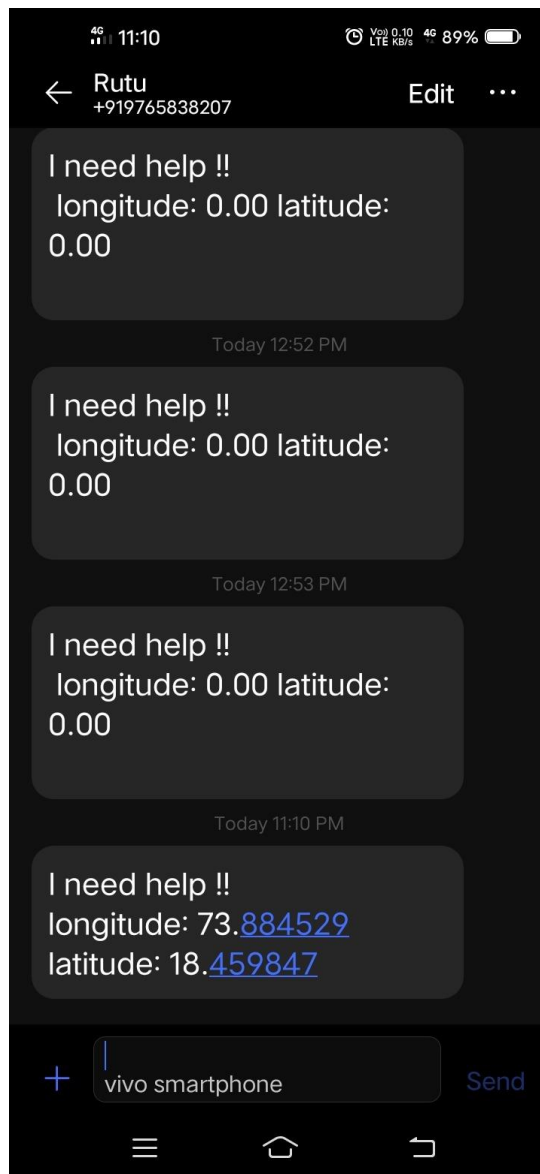 4G 11:10 Vo)) LTE 0.10 KB/s 4G 89%
Rutu
+919765838207
Edit ...
I need help !!
longitude: 0.00 latitude:
0.00
Today 12:52 PM
I need help !!
longitude: 0.00 latitude:
0.00
Today 12:53 PM
I need help !!
longitude: 0.00 latitude:
0.00
Today 11:10 PM
I need help !!
longitude: 73.884529
latitude: 18.459847
vivo smartphone
Send